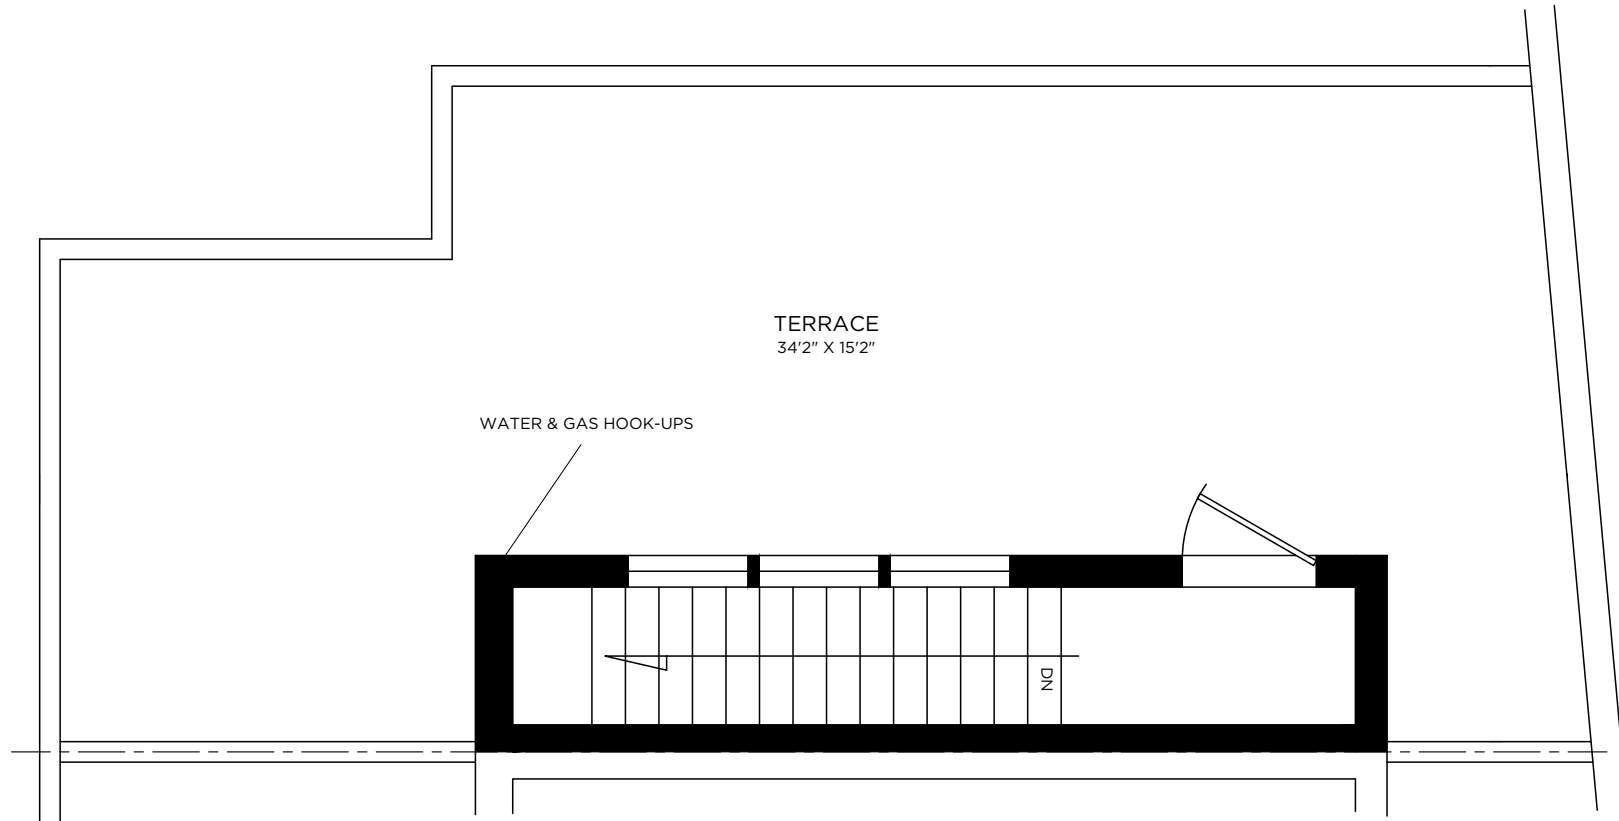 TERRACE
34'2" X 15'2"
WATER & GAS HOOK-UPS
DN